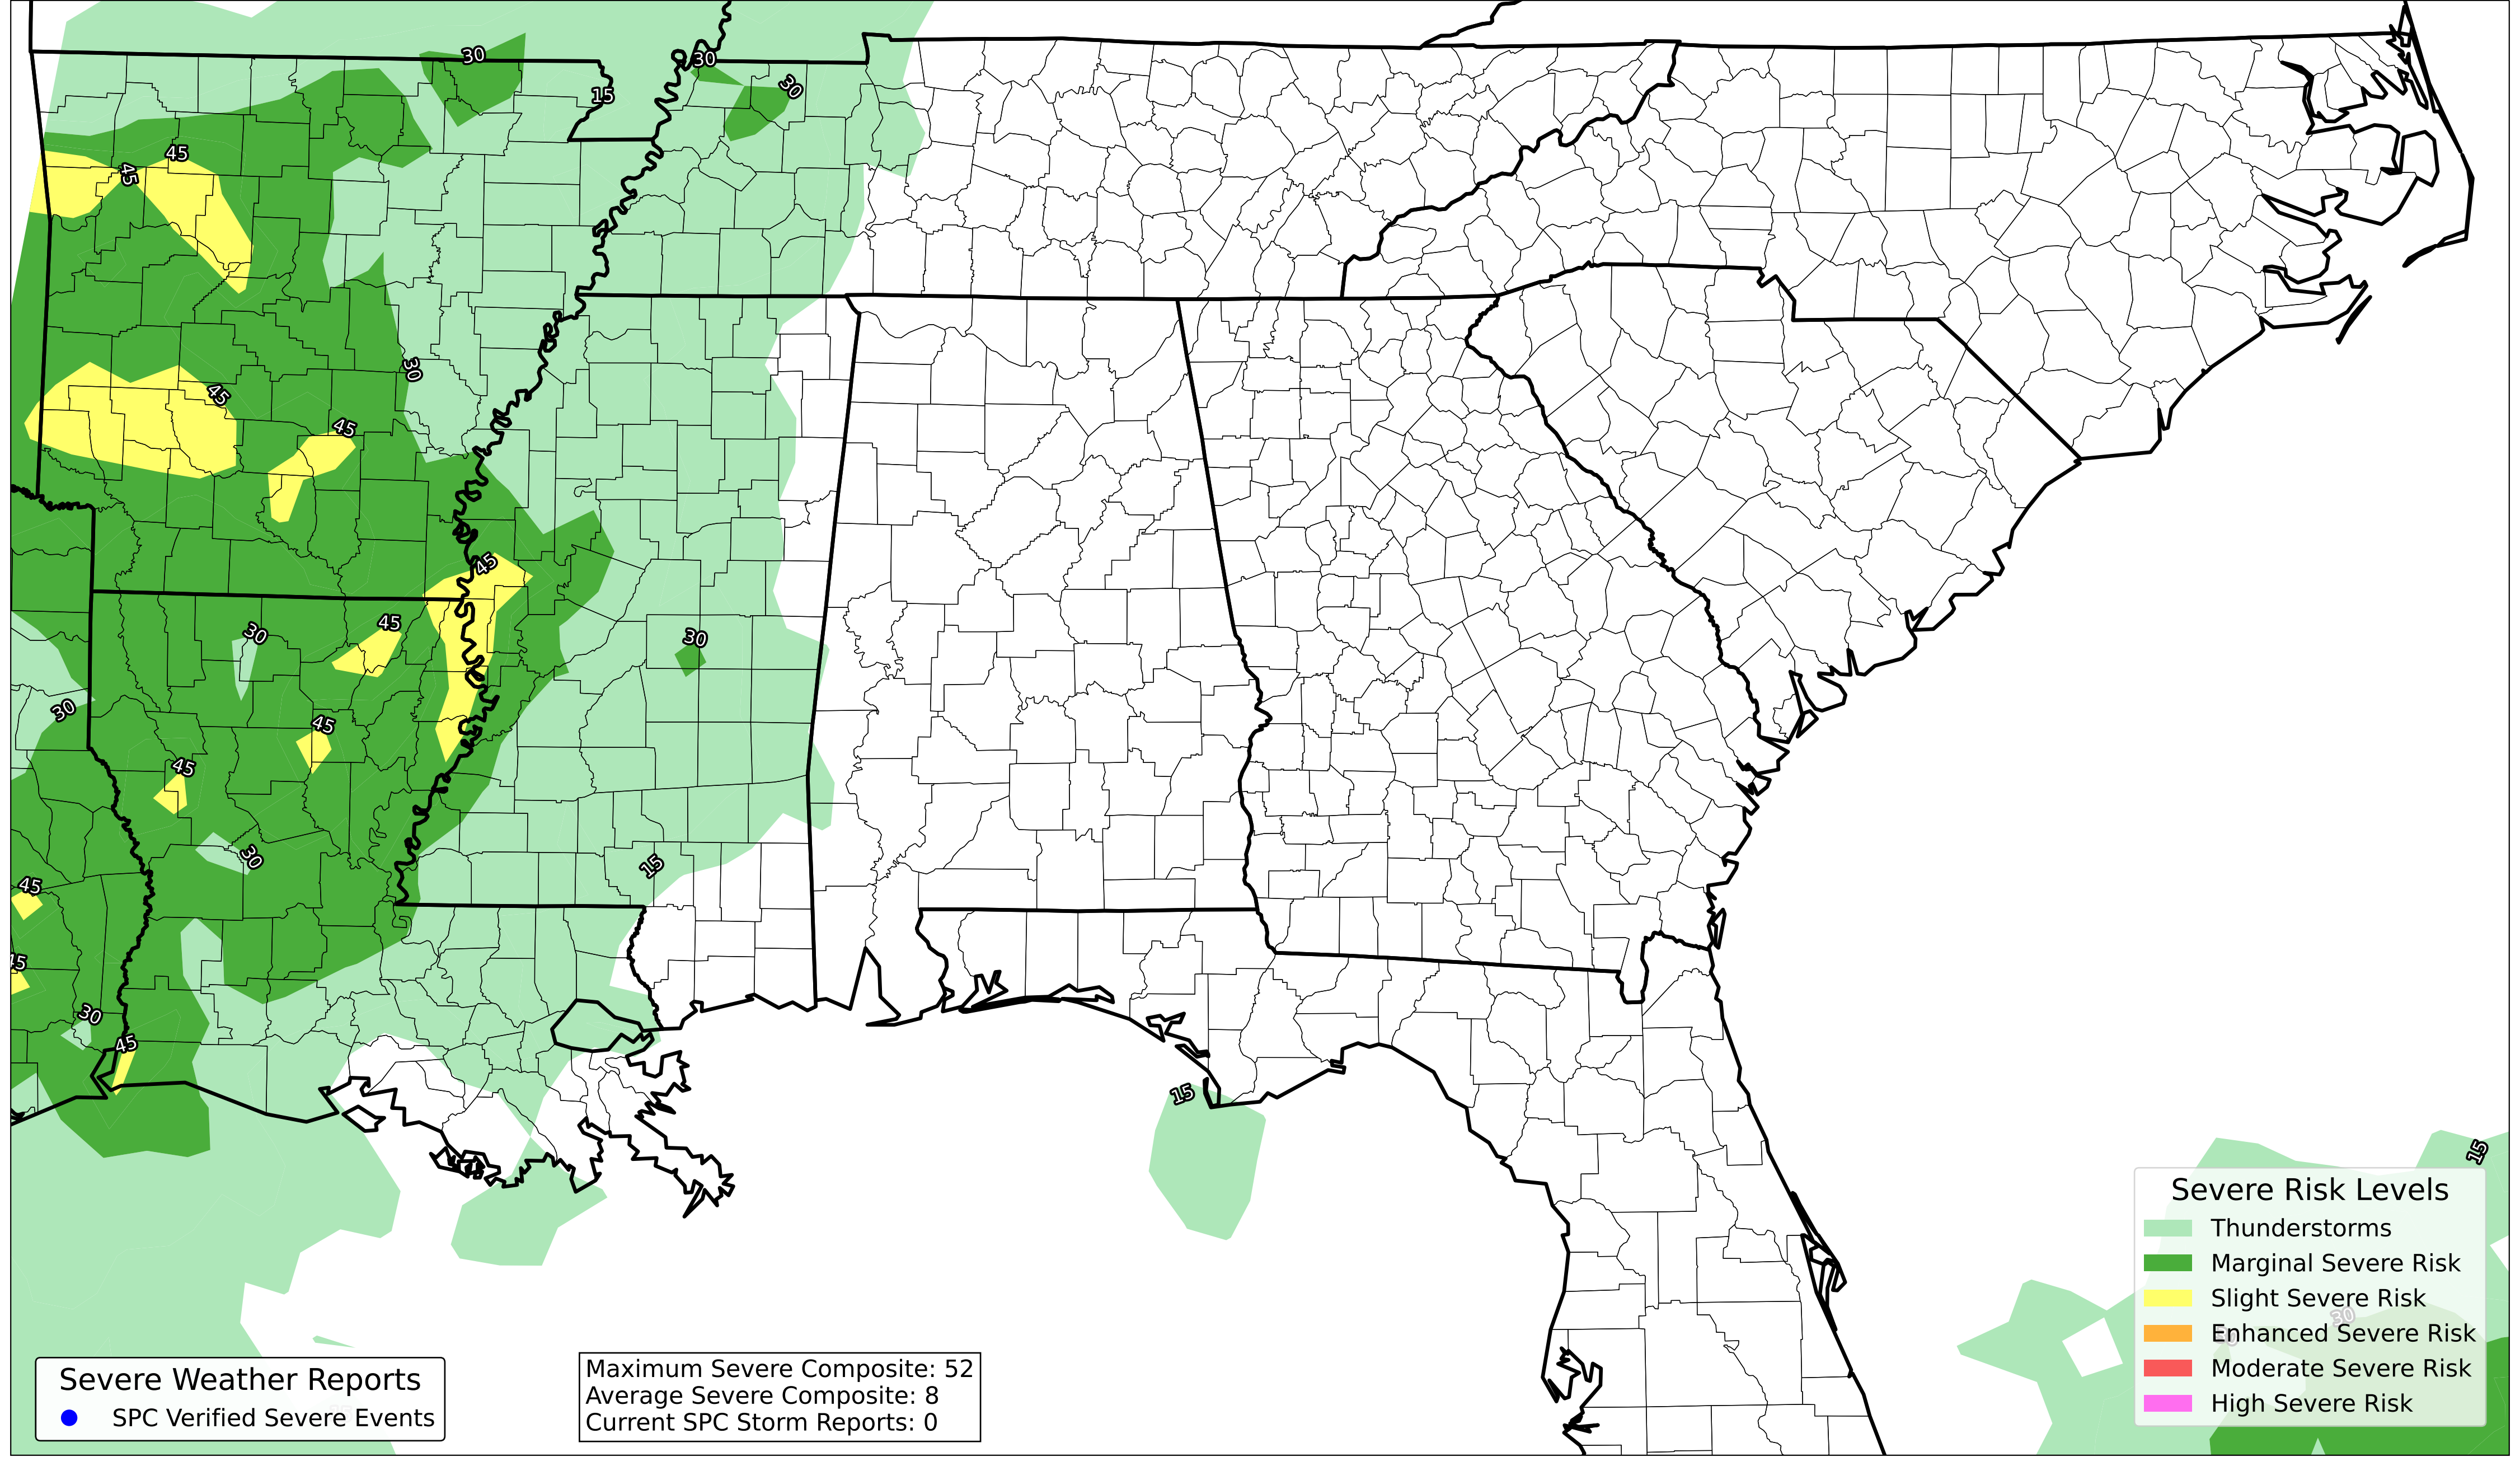 30
30
30
15
45
45
30
45
45
45
45
30
30
30
45
45
15
30
45
45
30
45
15
15
30
Severe Risk Levels
Thunderstorms
Marginal Severe Risk
Slight Severe Risk
Enhanced Severe Risk
Moderate Severe Risk
High Severe Risk
Severe Weather Reports
SPC Verified Severe Events
Maximum Severe Composite: 52
Average Severe Composite: 8
Current SPC Storm Reports: 0